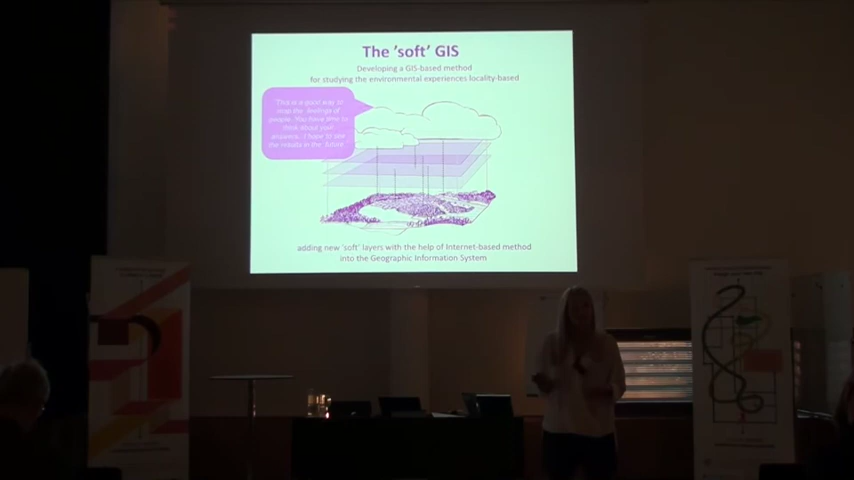 The 'soft' GIS
Developing a GIS-based method
for studying the environmental experiences locality-based
"This is a good way to
map the feelings of
people. You have time to
think about your
answers. I hope to see
the results in the future."
adding new 'soft' layers with the help of Internet-based method
into the Geographic Information System